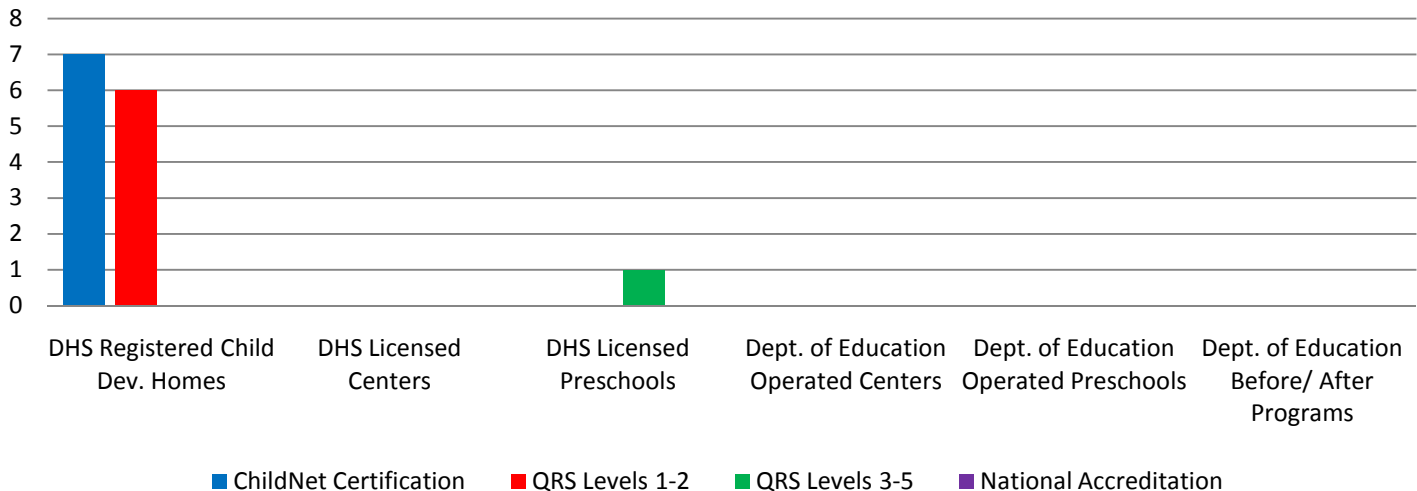 8
7
6
5
4
3
2
1
0
DHS Registered Child
Dev. Homes
DHS Licensed
Centers
DHS Licensed
Preschools
Dept. of Education
Operated Centers
Dept. of Education
Operated Preschools
Dept. of Education
Before/ After
Programs
ChildNet Certification
QRS Levels 1-2
QRS Levels 3-5
National Accreditation